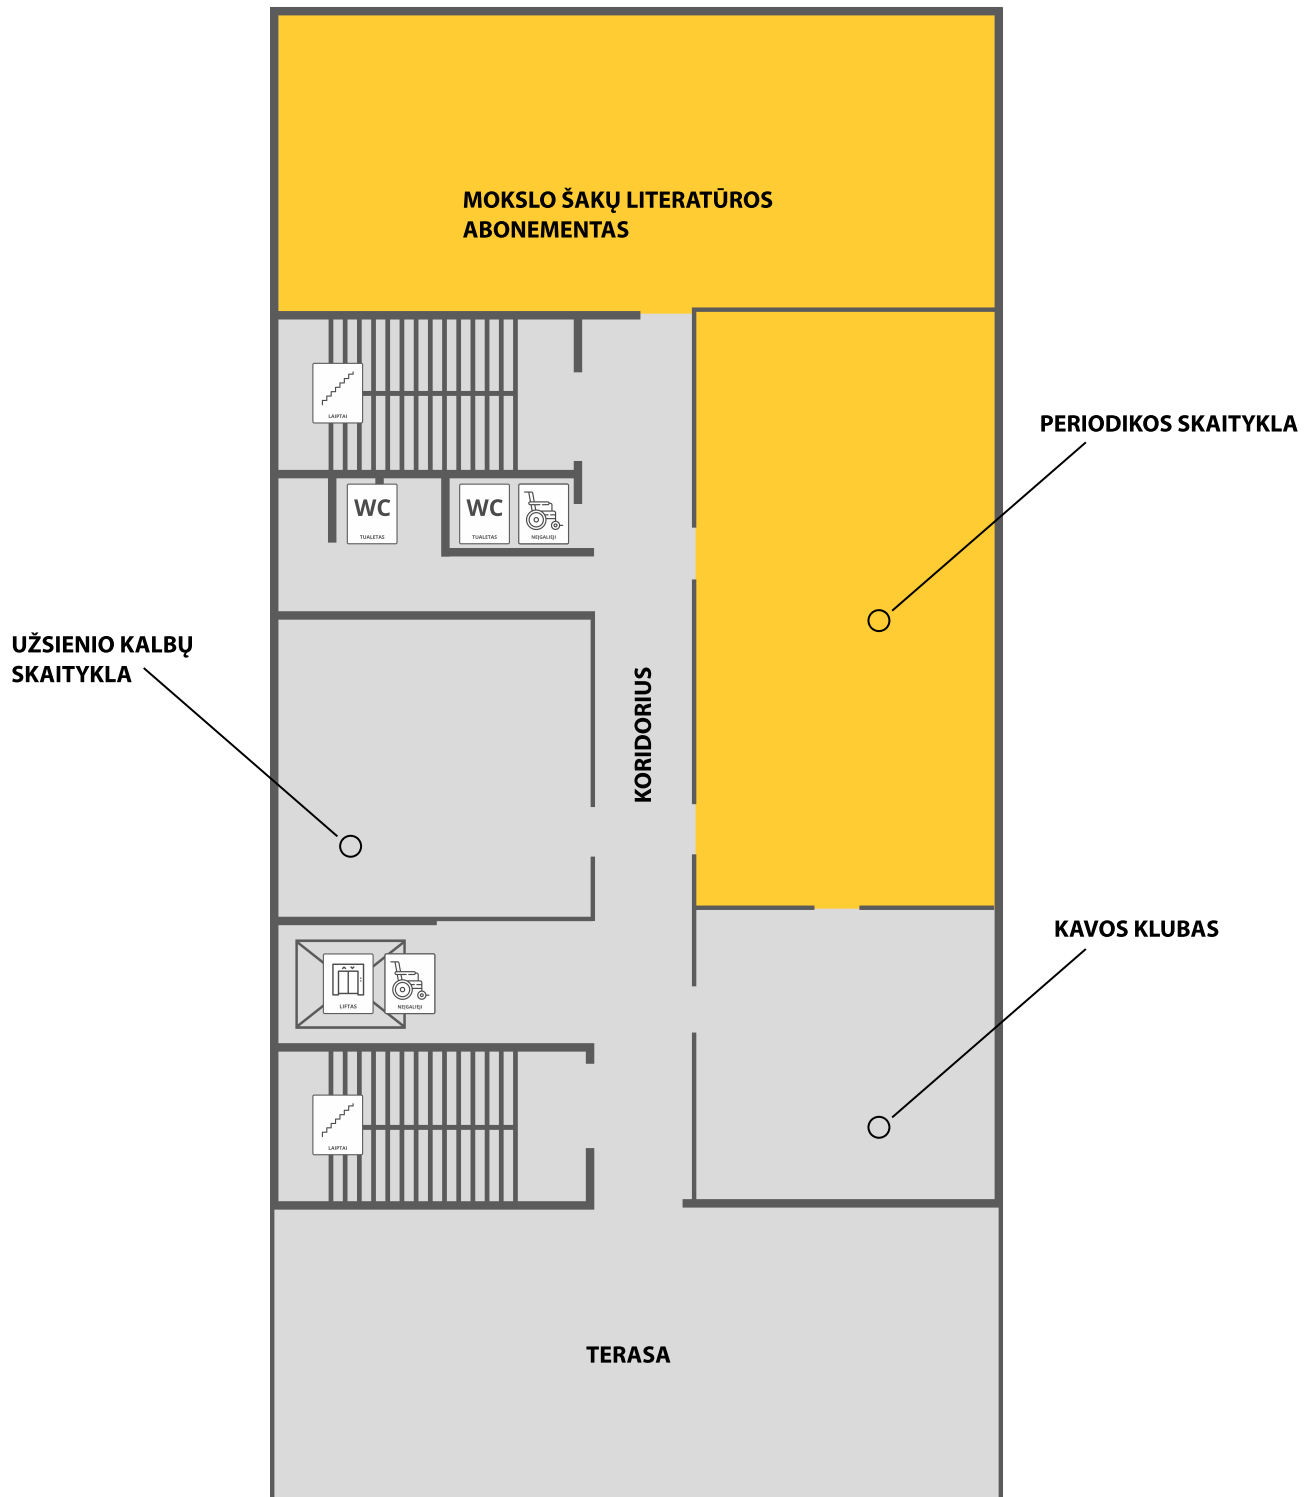 MOKSLO ŠAKŲ LITERATŪROS
ABONEMENTAS
LAIPTAI
PERIODIKOS SKAITYKLA
WC
TUALETAS
WC
TUALETAS
NEĮGALIEJI
UŽSIENIO KALBŲ
SKAITYKLA
KORIDORIUS
KAVOS KLUBAS
LIFTAS
NEĮGALIEJI
LAIPTAI
TERASA